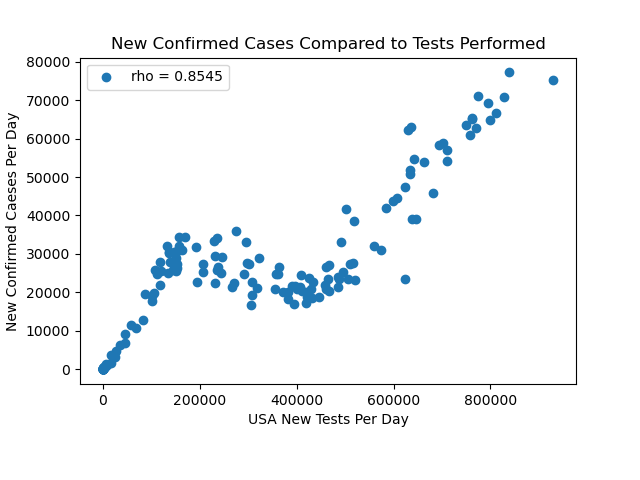 New Confirmed Cases Compared to Tests Performed
rho = 0.8545
80000
70000
60000
50000
40000
30000
20000
10000
0
New Confirmed Caeses Per Day
0 200000 400000 600000 800000
USA New Tests Per Day